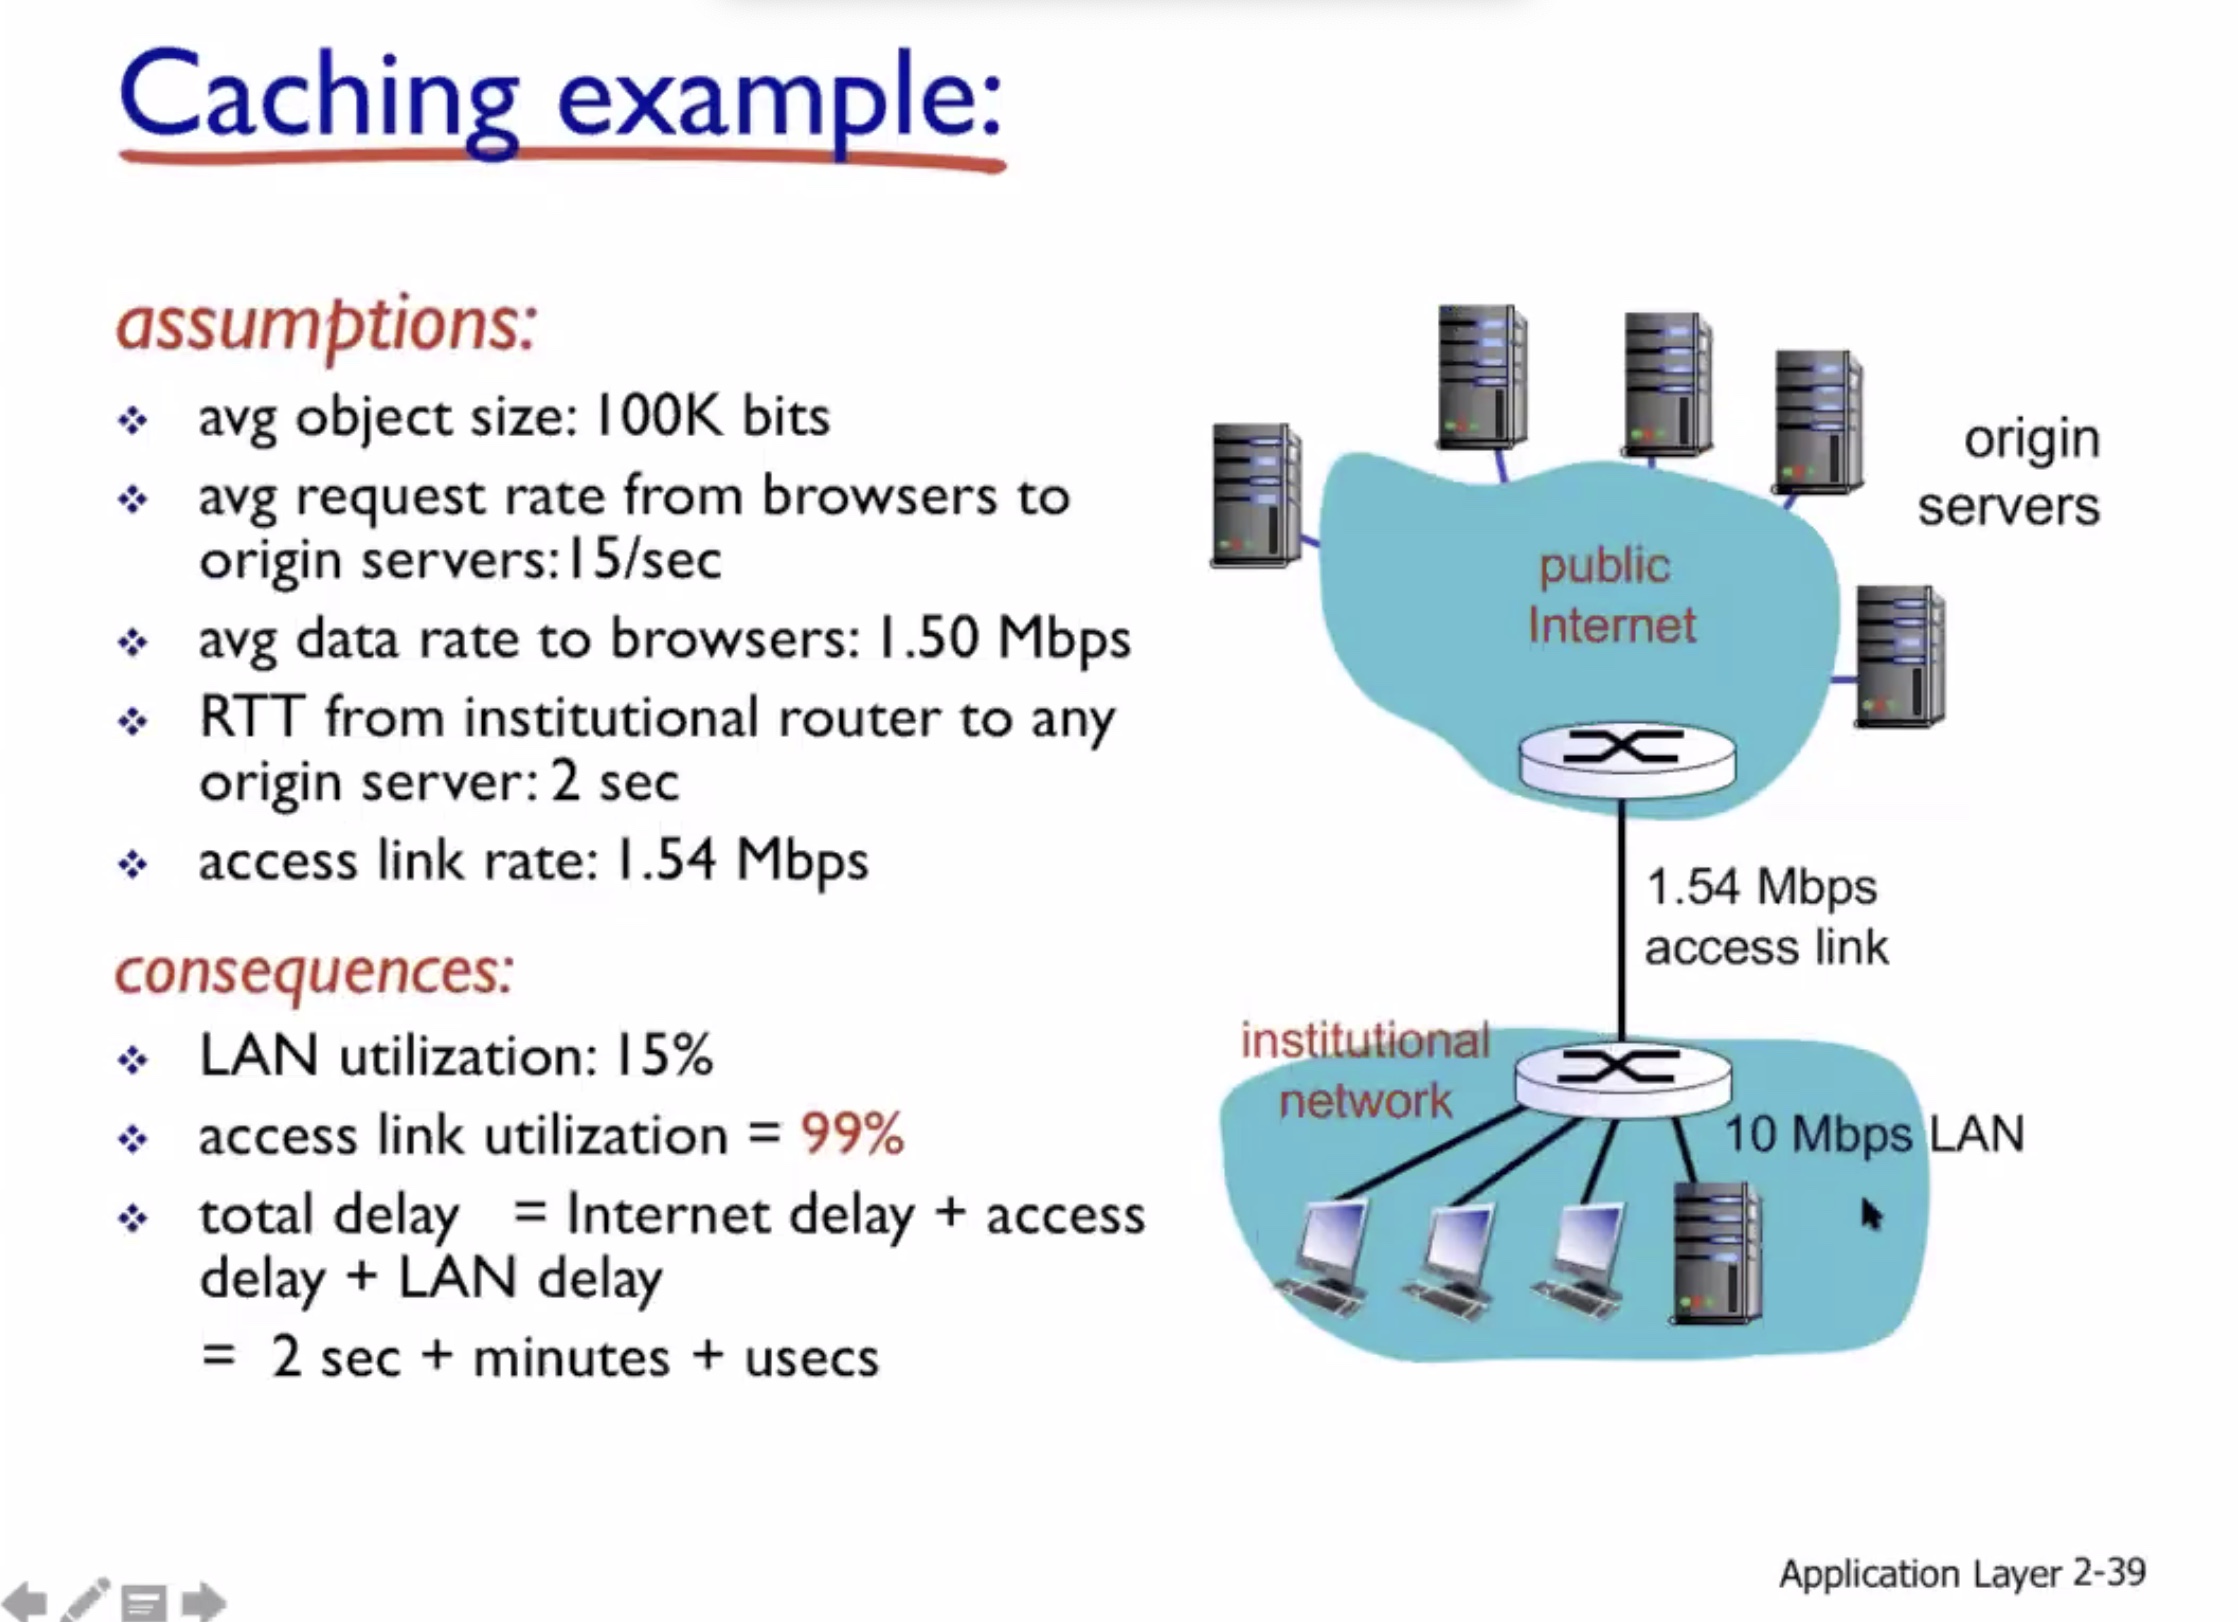 Caching example:
assumptions:
avg object size: 100K bits
avg request rate from browsers to
origin servers:15/sec
avg data rate to browsers: 1.50 Mbps
RTT from institutional router to any
origin server: 2 sec
access link rate: 1.54 Mbps
consequences:
LAN utilization: 15%
access link utilization = 99%
total delay = Internet delay + access
delay + LAN delay
= 2 sec + minutes + usecs
origin
servers
public
Internet
1.54 Mbps
access link
institutional
network
10 Mbps LAN
Application Layer 2-39